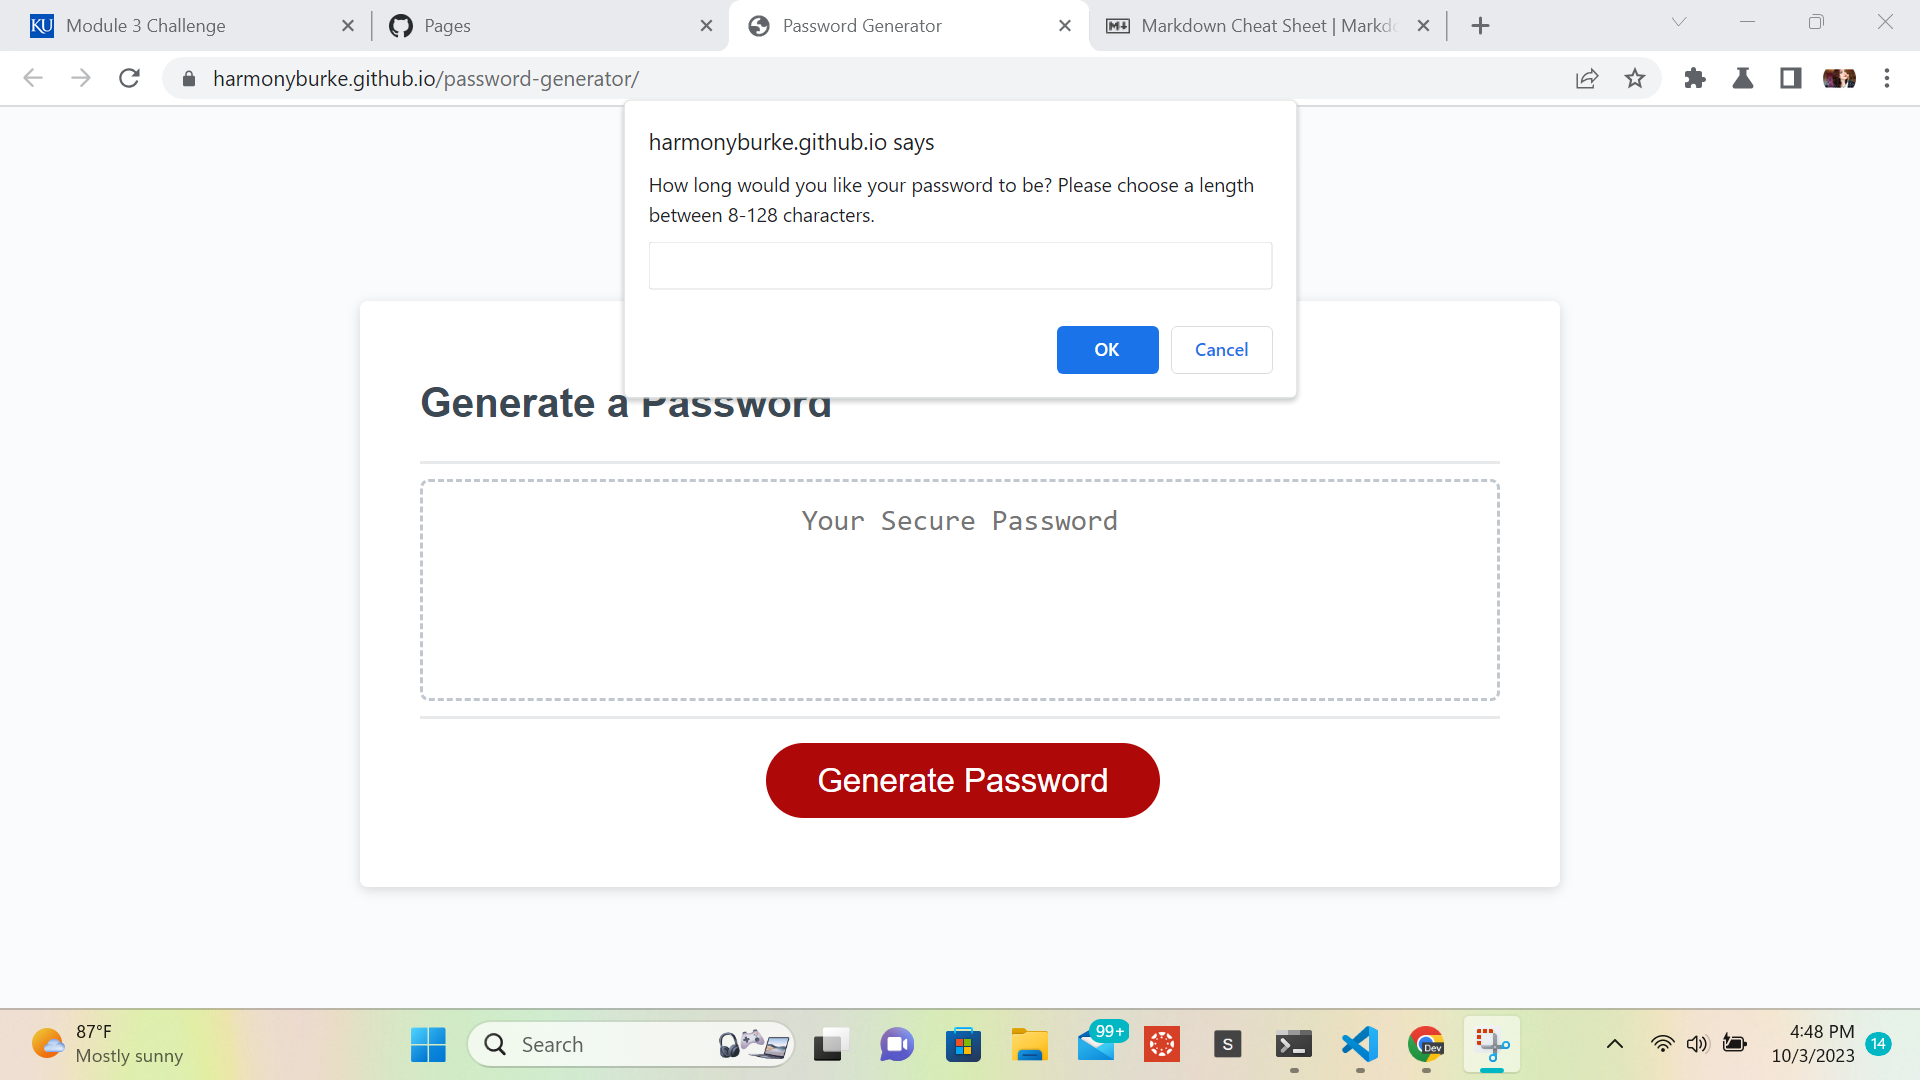 KU Module 3 Challenge
Pages
Password Generator
Markdown Cheat Sheet | Markd
harmonyburke.github.io/password-generator/
harmonyburke.github.io says
How long would you like your password to be? Please choose a length
between 8-128 characters.
OK
Cancel
Generate a Password
Your Secure Password
Generate Password
87°F
Mostly sunny
Search
99+
S
Dev
4:48 PM
10/3/2023
14